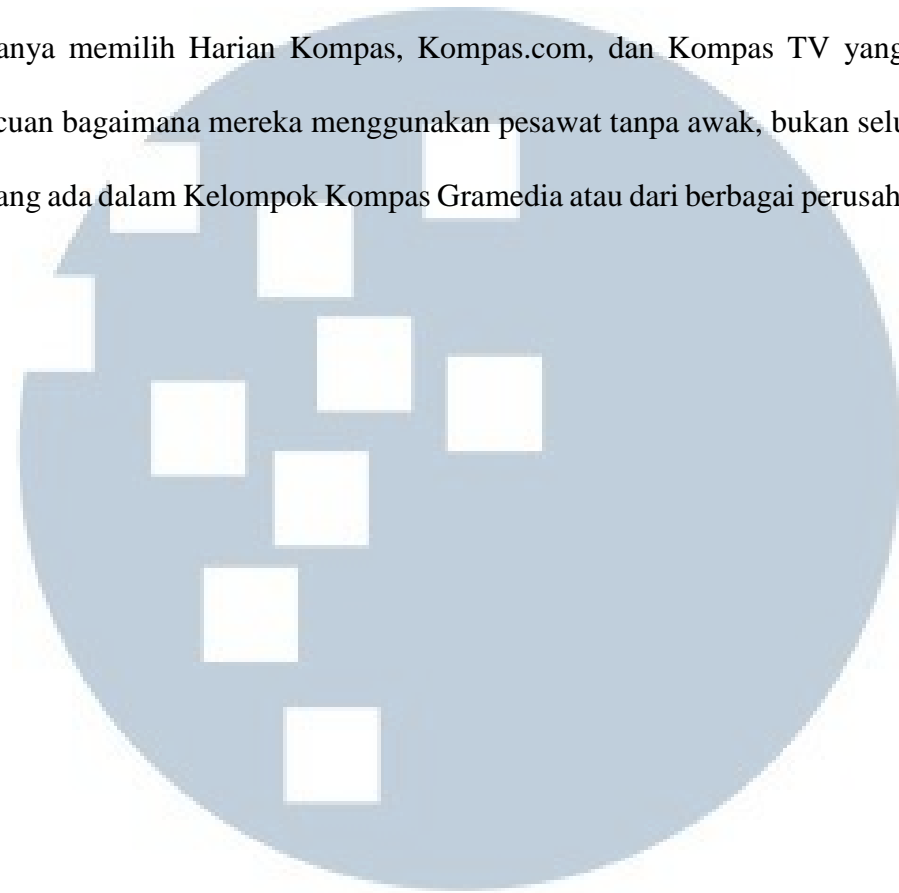 anya memilih Harian Kompas, Kompas.com, dan Kompas TV yang
cuan bagaimana mereka menggunakan pesawat tanpa awak, bukan selu
ang ada dalam Kelompok Kompas Gramedia atau dari berbagai perusah